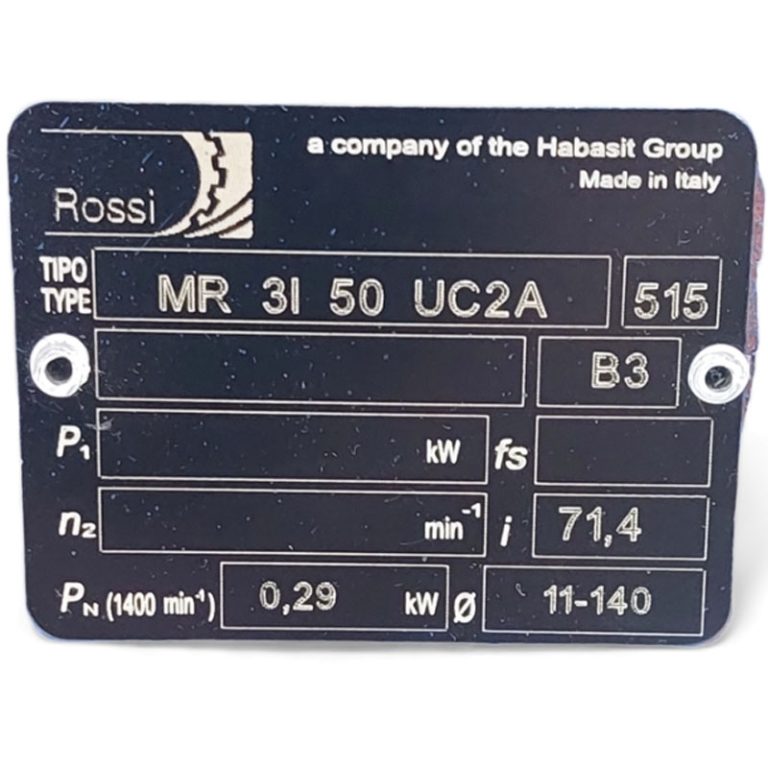 Rossi
a company of the Habasit Group
Made in Italy
TIPO
TYPE MR 3I 50 UC2A 515
B3
P₁ kW fs
n₂ min⁻¹ i 71,4
P_N (1400 min⁻¹) 0,29 kW Ø 11-140